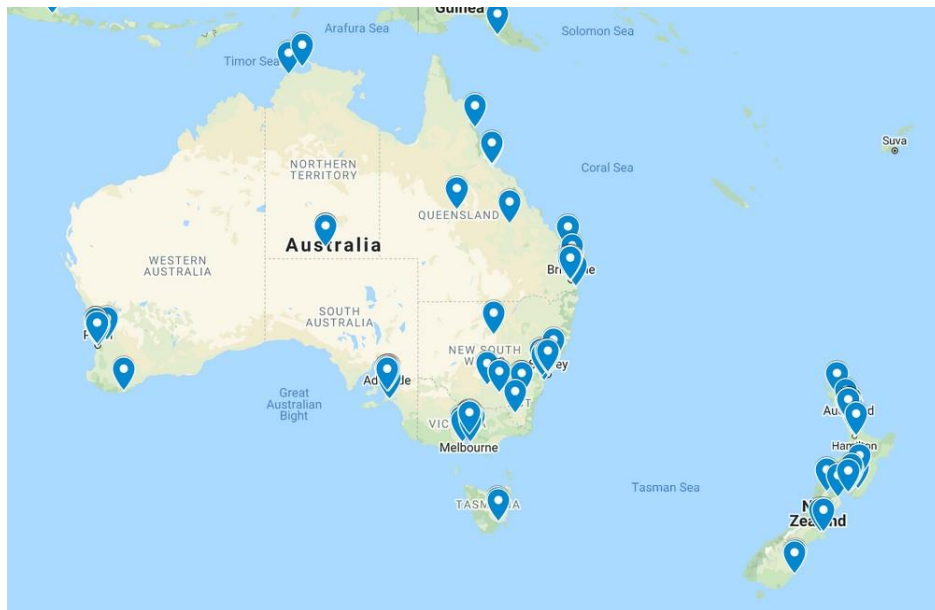 Guinea
Arafura Sea
Solomon Sea
Timor Sea
Suva
NORTHERN
TERRITORY
Coral Sea
QUEENSLAND
Australia
WESTERN
AUSTRALIA
SOUTH
AUSTRALIA
NEW SOUTH
Great
Australian
Bight
Hamilton
Melbourne
Tasman Sea
Zealand